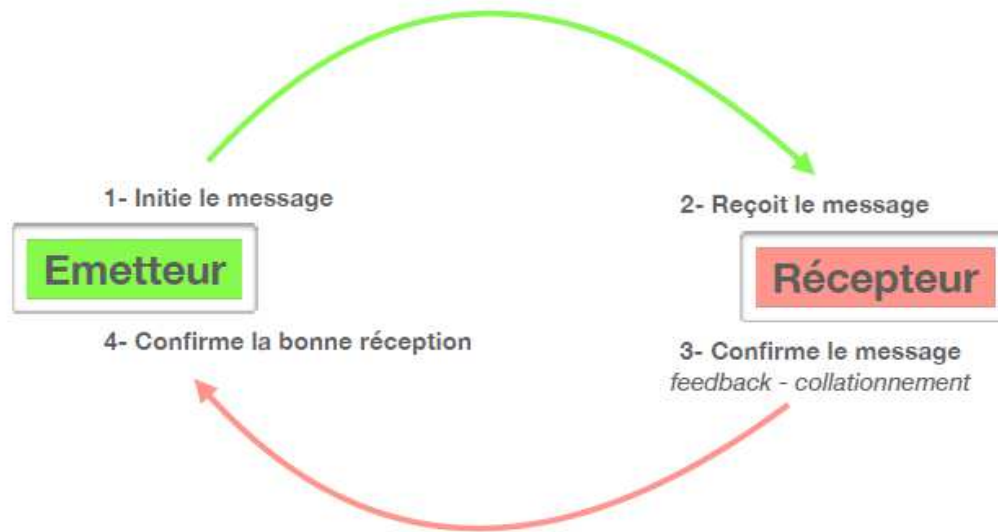 1- Initie le message
2- Reçoit le message
Emetteur
Récepteur
4- Confirme la bonne réception
3- Confirme le message
feedback - collationnement